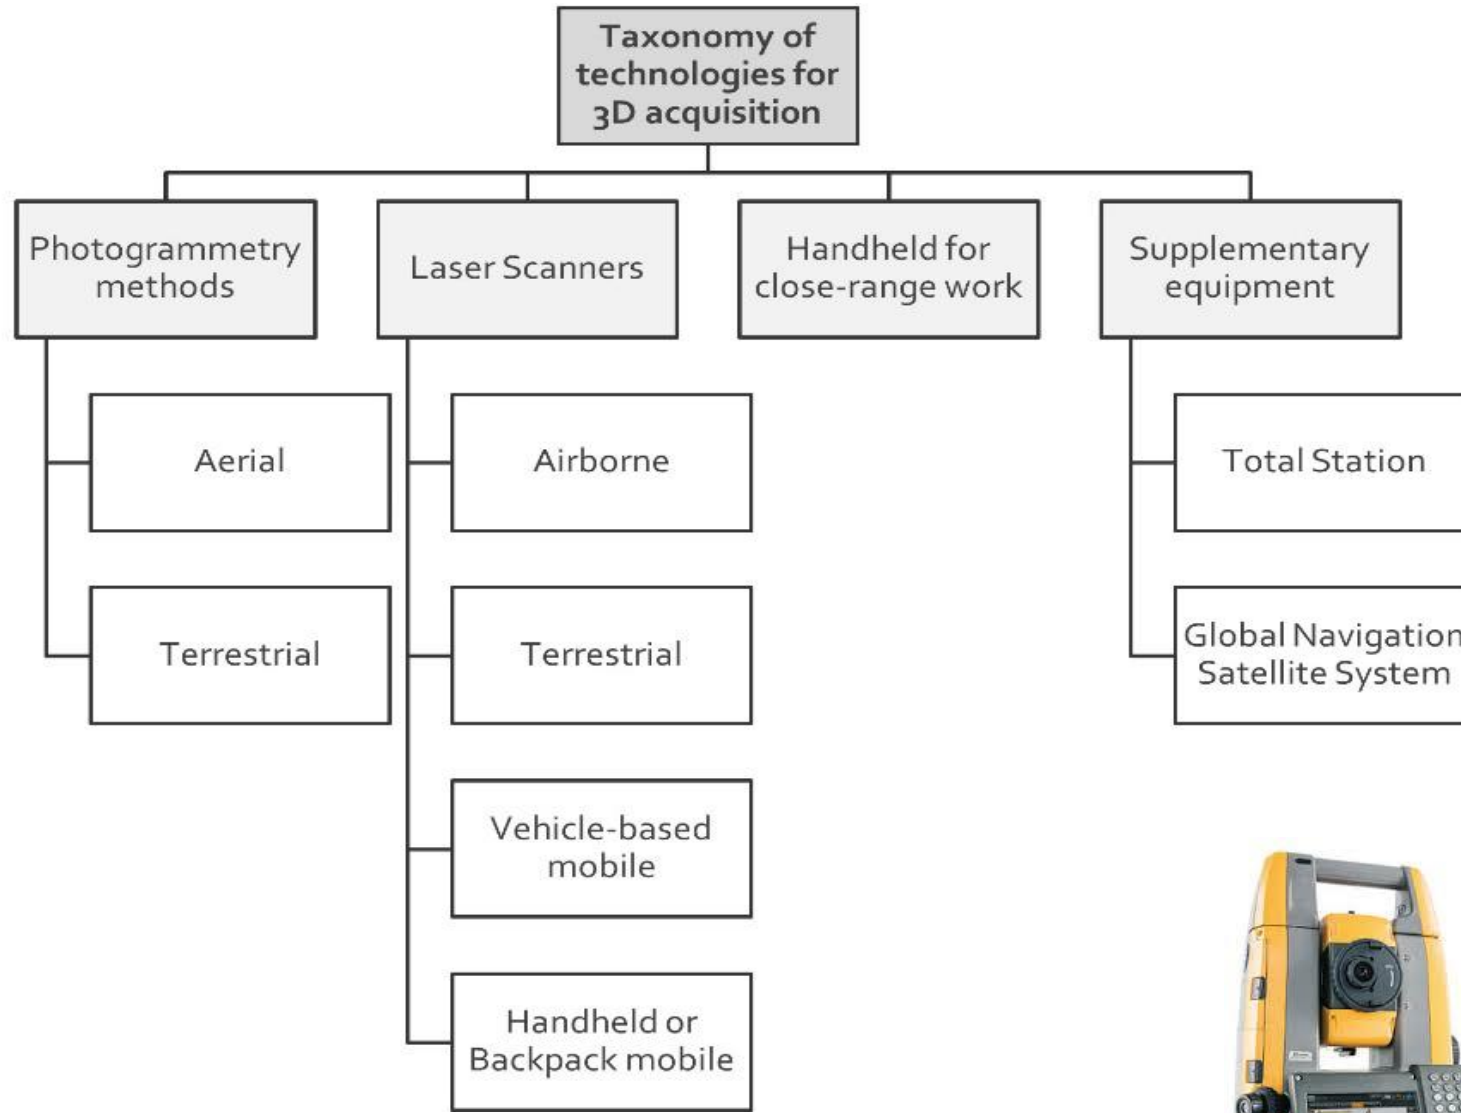 Taxonomy of
technologies for
3D acquisition
Photogrammetry
methods
Laser Scanners
Handheld for
close-range work
Supplementary
equipment
Aerial
Airborne
Total Station
Terrestrial
Terrestrial
Global Navigation
Satellite System
Vehicle-based
mobile
Handheld or
Backpack mobile